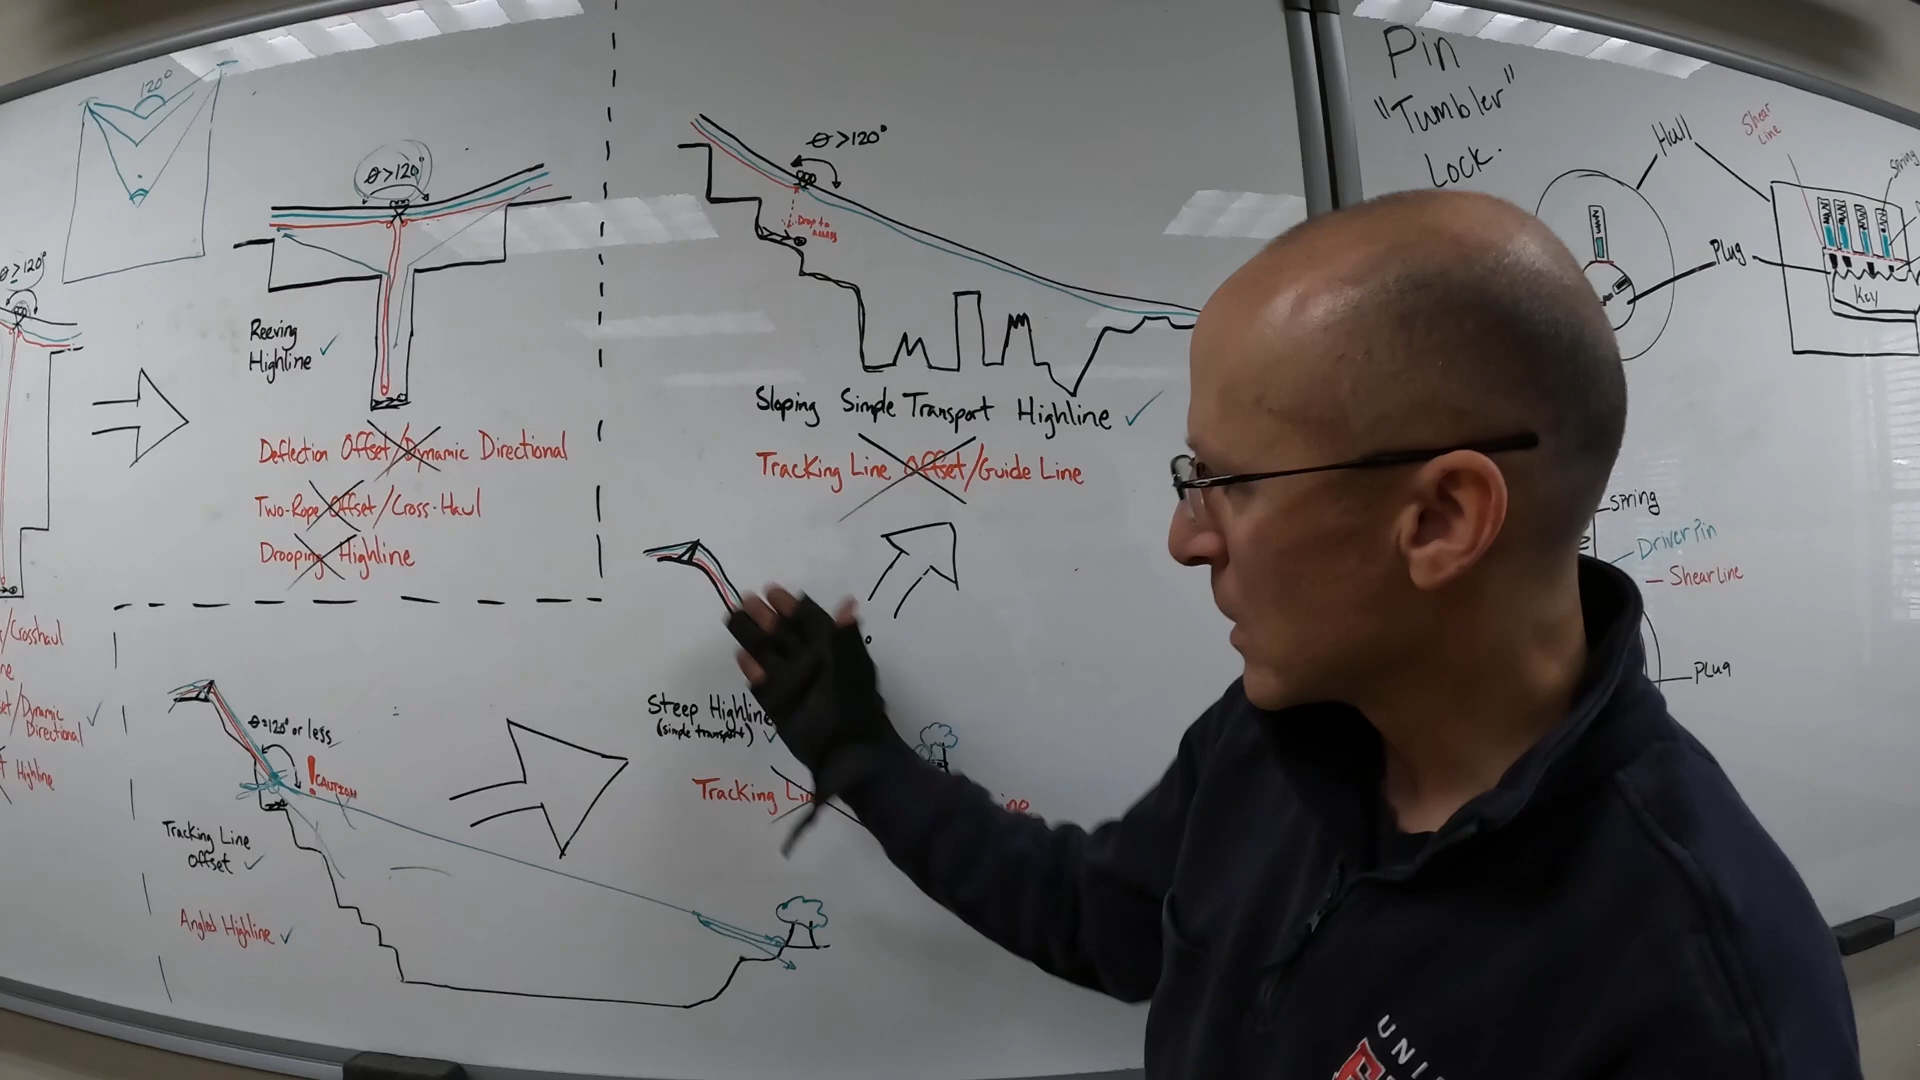 120°
θ>120°
θ>120°
Reeving
Highline ✓
Deflection Offset/Dynamic Directional
Two-Rope Offset/Cross-Haul
Drooping Highline
/Crosshaul
/Dynamic
Directional ✓
Highline
θ>120°
Drop to
access
Sloping Simple Transport Highline ✓
Tracking Line Offset/Guide Line
Steep Highline
(simple transport) ✓
Tracking
θ=120° or less
!CAUTION
Tracking Line
Offset ✓
Angled Highline ✓
Pin
"Tumbler"
Lock.
Hull
Shear
Line
Spring
Plug
Key
Spring
Driver Pin
Shear Line
Plug
UNI